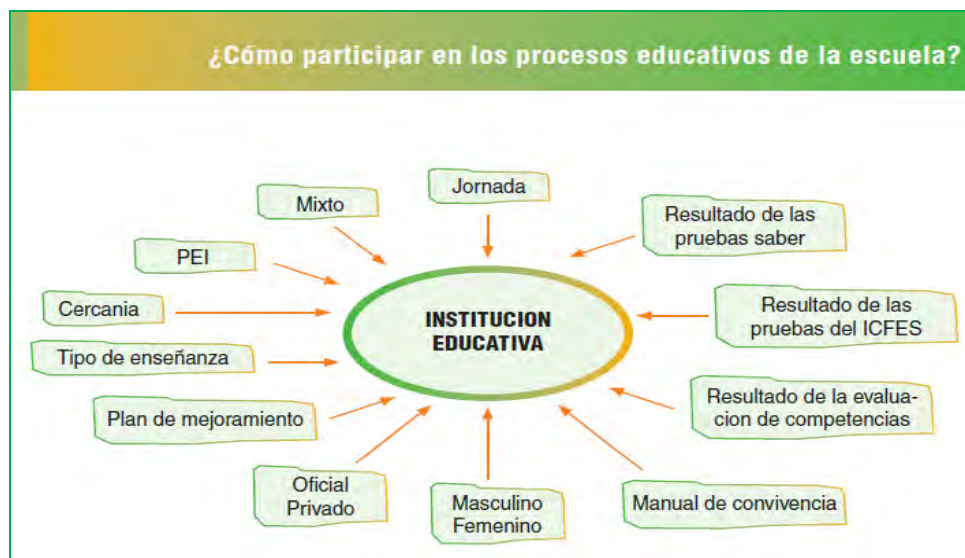 ¿Cómo participar en los procesos educativos de la escuela?
Jornada
Mixto
Resultado de las
pruebas saber
PEI
Cercania
Resultado de las
pruebas del ICFES
INSTITUCION
EDUCATIVA
Tipo de enseñanza
Plan de mejoramiento
Resultado de la evalua-
cion de competencias
Oficial
Privado
Masculino
Femenino
Manual de convivencia